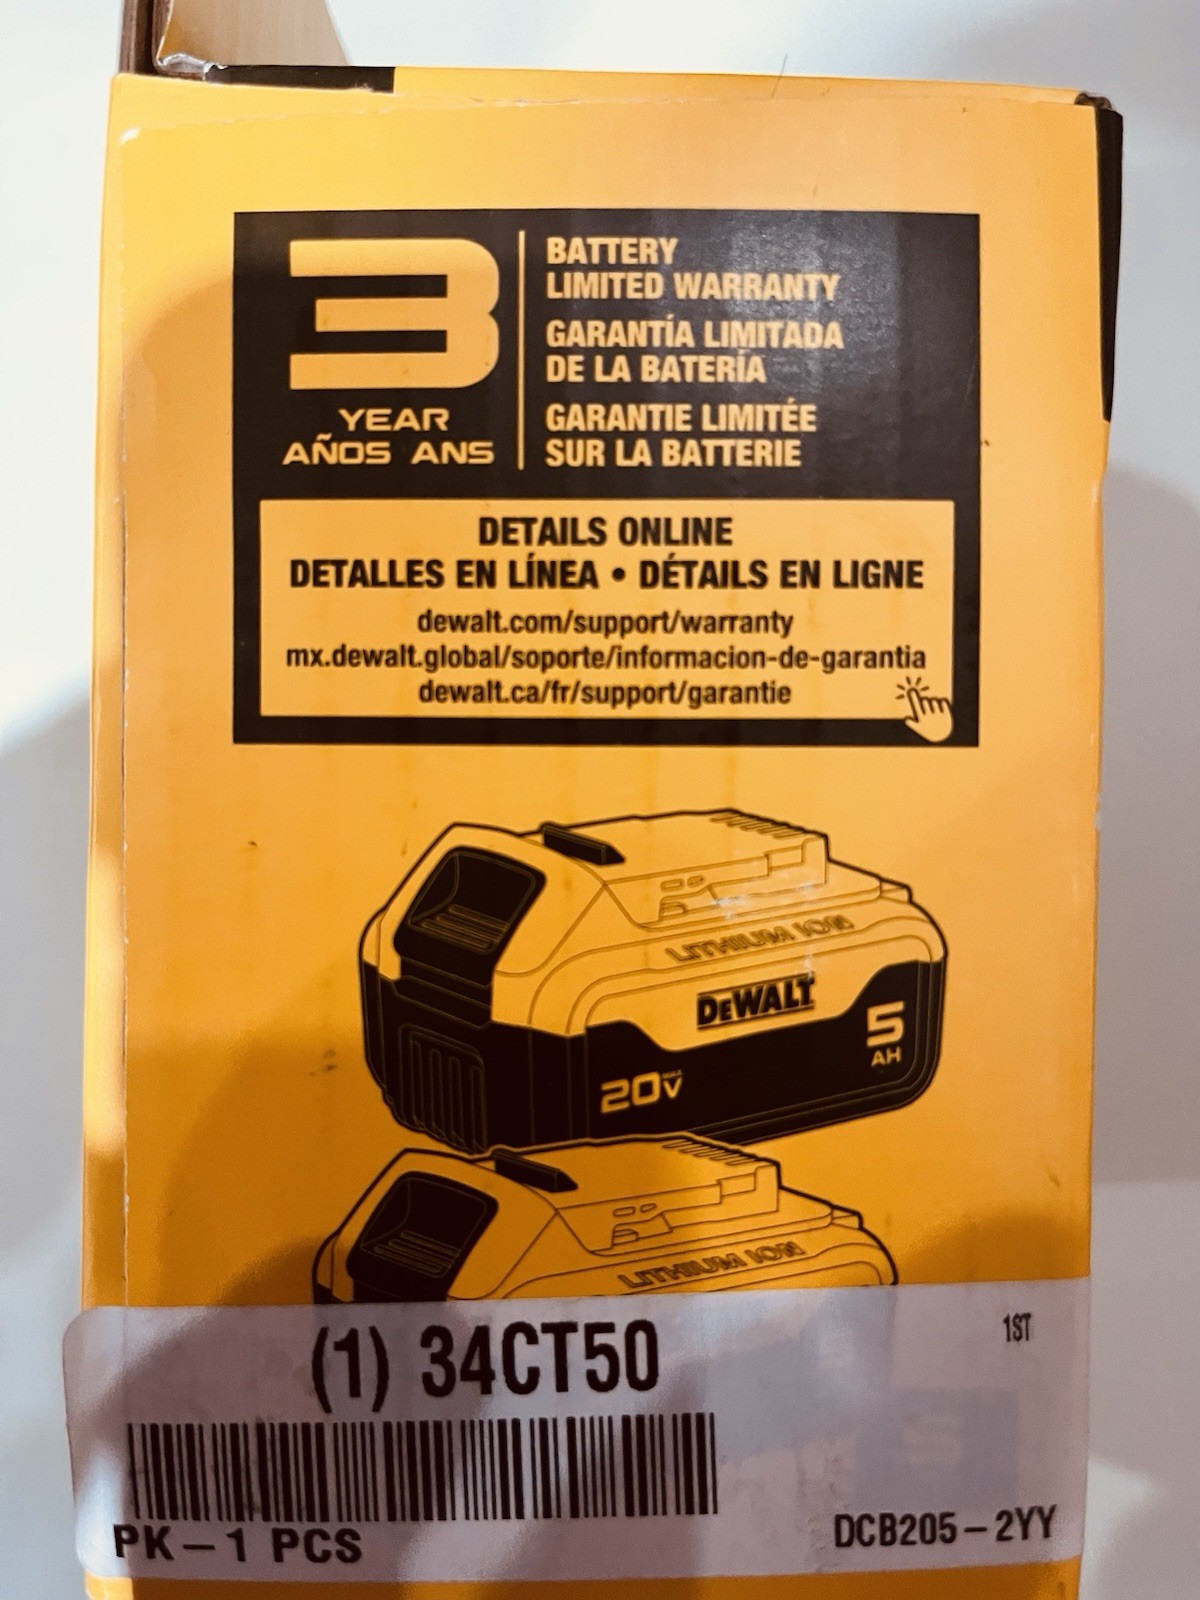 3
YEAR
AÑOS ANS
BATTERY
LIMITED WARRANTY
GARANTÍA LIMITADA
DE LA BATERÍA
GARANTIE LIMITÉE
SUR LA BATTERIE
DETAILS ONLINE
DETALLES EN LÍNEA • DÉTAILS EN LIGNE
dewalt.com/support/warranty
mx.dewalt.global/soporte/informacion-de-garantia
dewalt.ca/fr/support/garantie
LITHIUM ION
DEWALT
5
AH
20V MAX
LITHIUM ION
(1) 34CT50
1ST
PK-1 PCS
DCB205-2YY